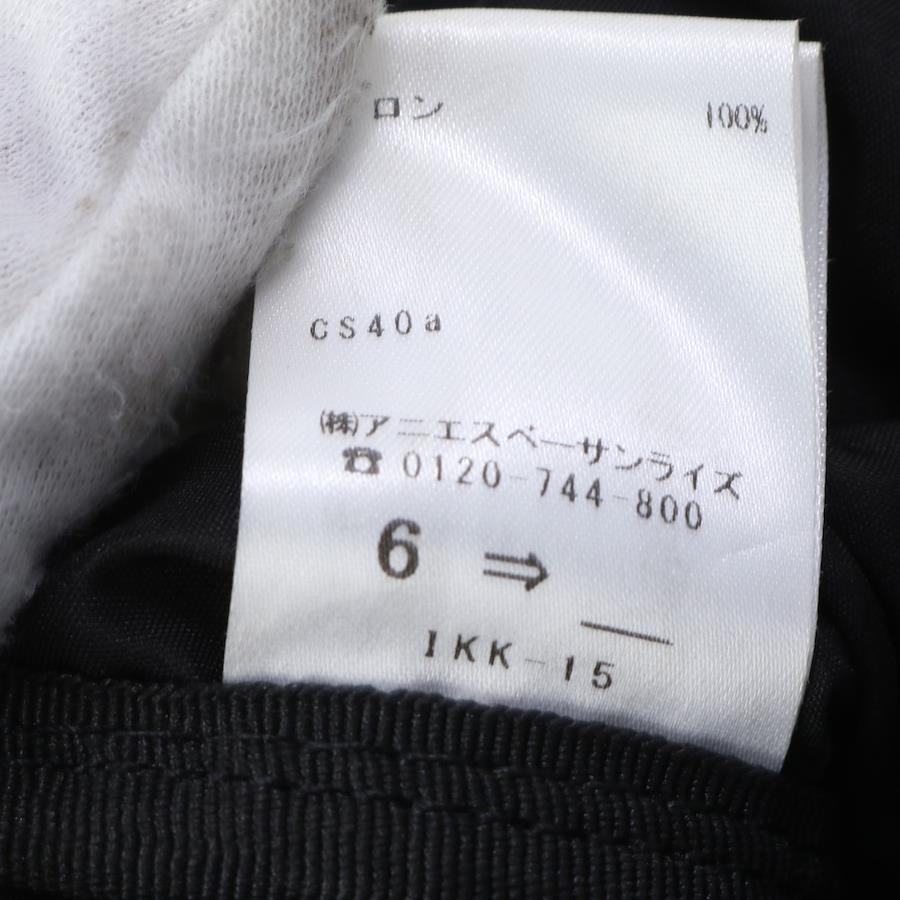 ロン 100%
CS40a
㈱アニエスベーサンライズ
☎ 0120-744-800
6 ⇒
IKK-15